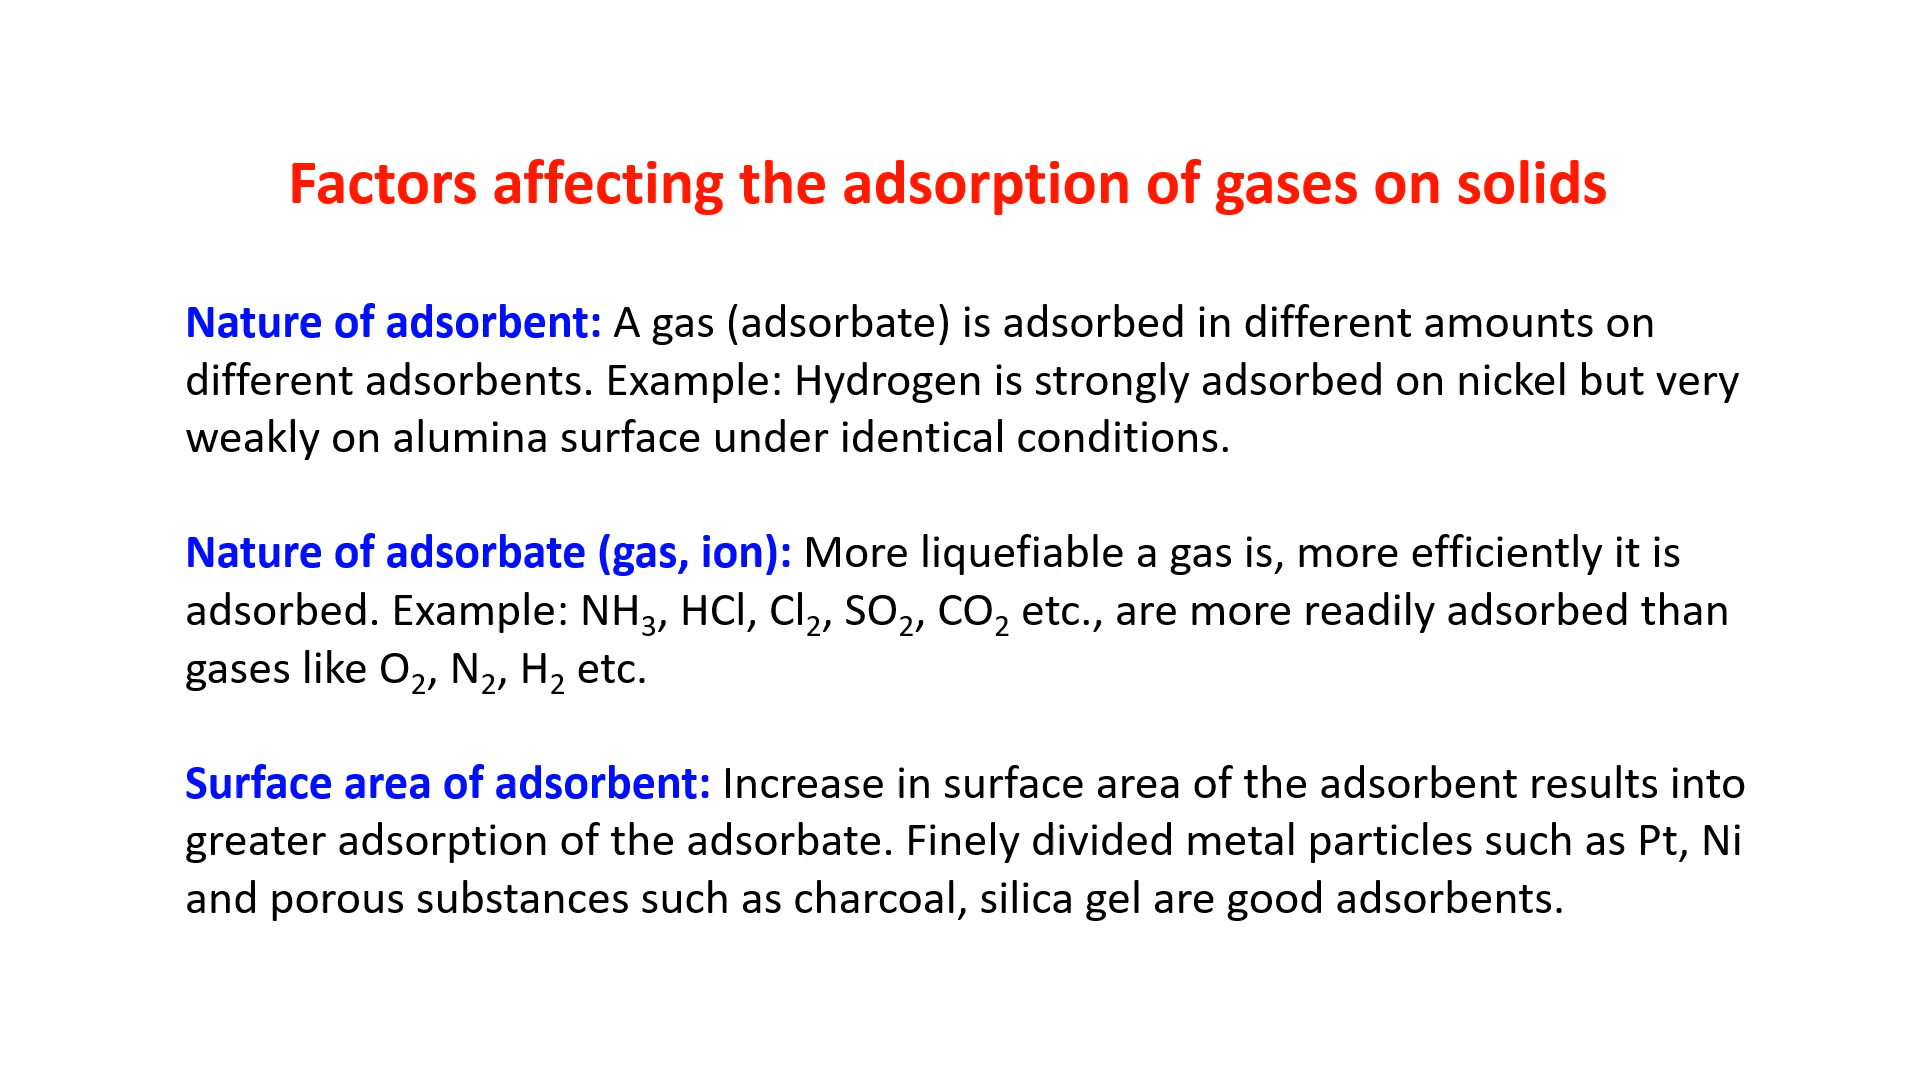 Factors affecting the adsorption of gases on solids
Nature of adsorbent: A gas (adsorbate) is adsorbed in different amounts on
different adsorbents. Example: Hydrogen is strongly adsorbed on nickel but very
weakly on alumina surface under identical conditions.
Nature of adsorbate (gas, ion): More liquefiable a gas is, more efficiently it is
adsorbed. Example: NH₃, HCl, Cl₂, SO₂, CO₂ etc., are more readily adsorbed than
gases like O₂, N₂, H₂ etc.
Surface area of adsorbent: Increase in surface area of the adsorbent results into
greater adsorption of the adsorbate. Finely divided metal particles such as Pt, Ni
and porous substances such as charcoal, silica gel are good adsorbents.